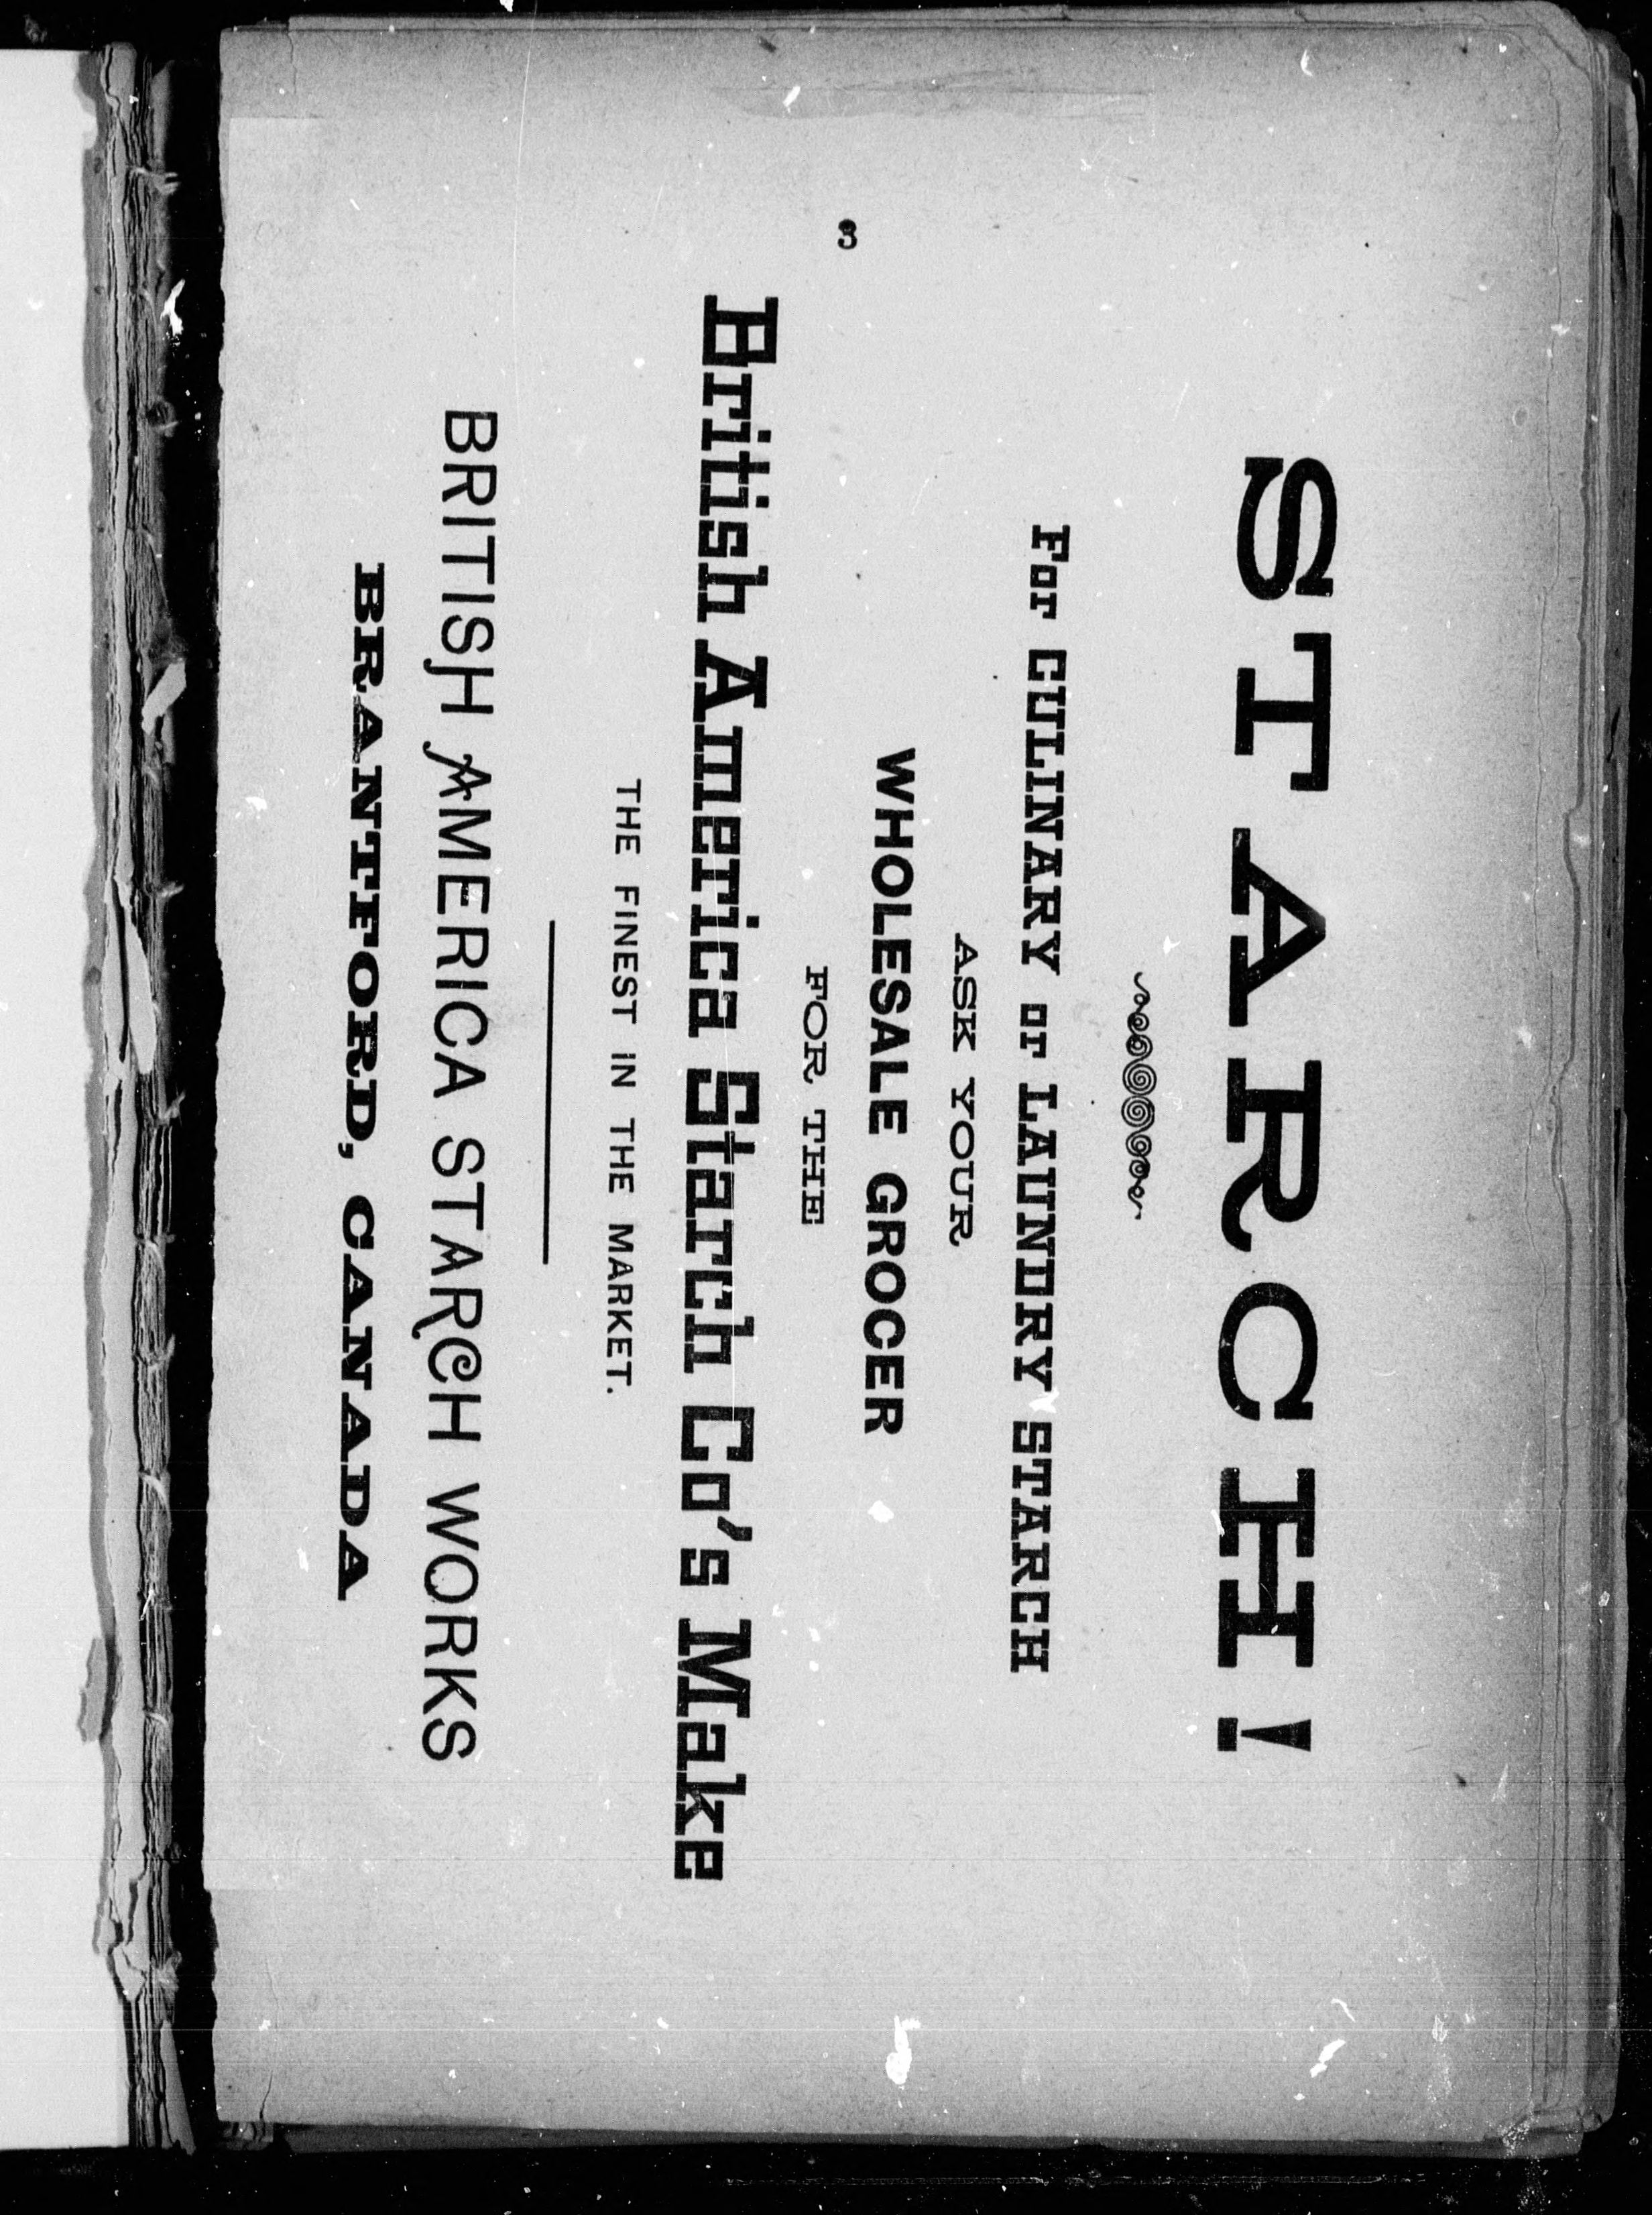 STARCH!
For CULINARY or LAUNDRY STARCH
ASK YOUR
WHOLESALE GROCER
FOR THE
British America Starch Co's Make
THE FINEST IN THE MARKET.
BRITISH AMERICA STARCH WORKS
BRANTFORD, CANADA